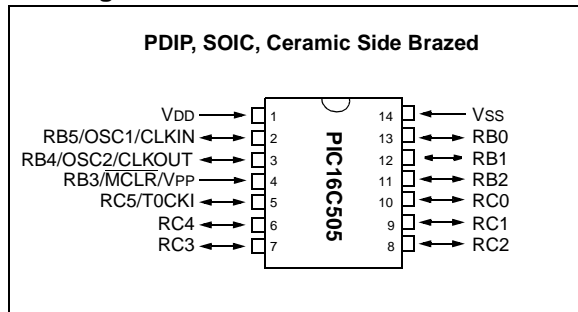 PDIP, SOIC, Ceramic Side Brazed
VDD 1 14 VSS
RB5/OSC1/CLKIN 2 13 RB0
RB4/OSC2/CLKOUT 3 12 RB1
RB3/MCLR/VPP 4 11 RB2
RC5/T0CKI 5 10 RC0
RC4 6 9 RC1
RC3 7 8 RC2
PIC16C505